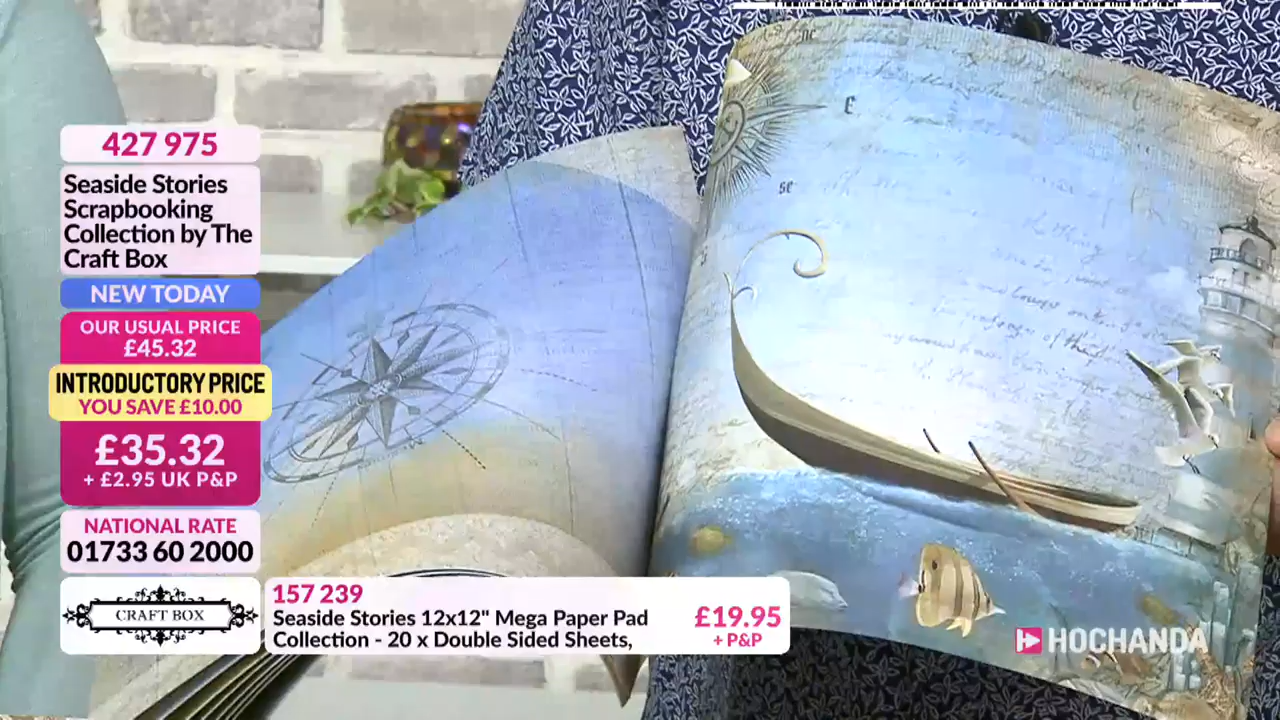 427 975
Seaside Stories
Scrapbooking
Collection by The
Craft Box
NEW TODAY
OUR USUAL PRICE
£45.32
INTRODUCTORY PRICE
YOU SAVE £10.00
£35.32
+ £2.95 UK P&P
NATIONAL RATE
01733 60 2000
CRAFT BOX
157 239
Seaside Stories 12x12" Mega Paper Pad
Collection - 20 x Double Sided Sheets,
£19.95
+ P&P
HOCHANDA